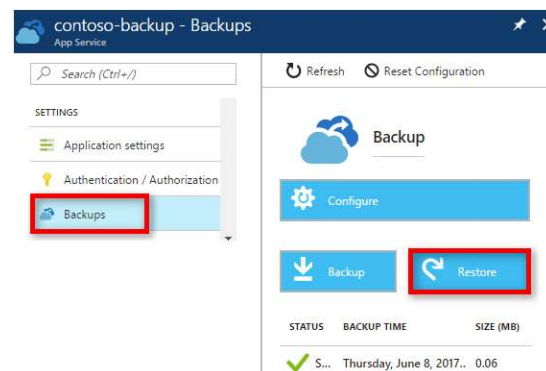 contoso-backup - Backups
App Service
Search (Ctrl+/)
SETTINGS
Application settings
Authentication / Authorization
Backups
Refresh
Reset Configuration
Backup
Configure
Backup
Restore
STATUS BACKUP TIME SIZE (MB)
S... Thursday, June 8, 2017.. 0.06